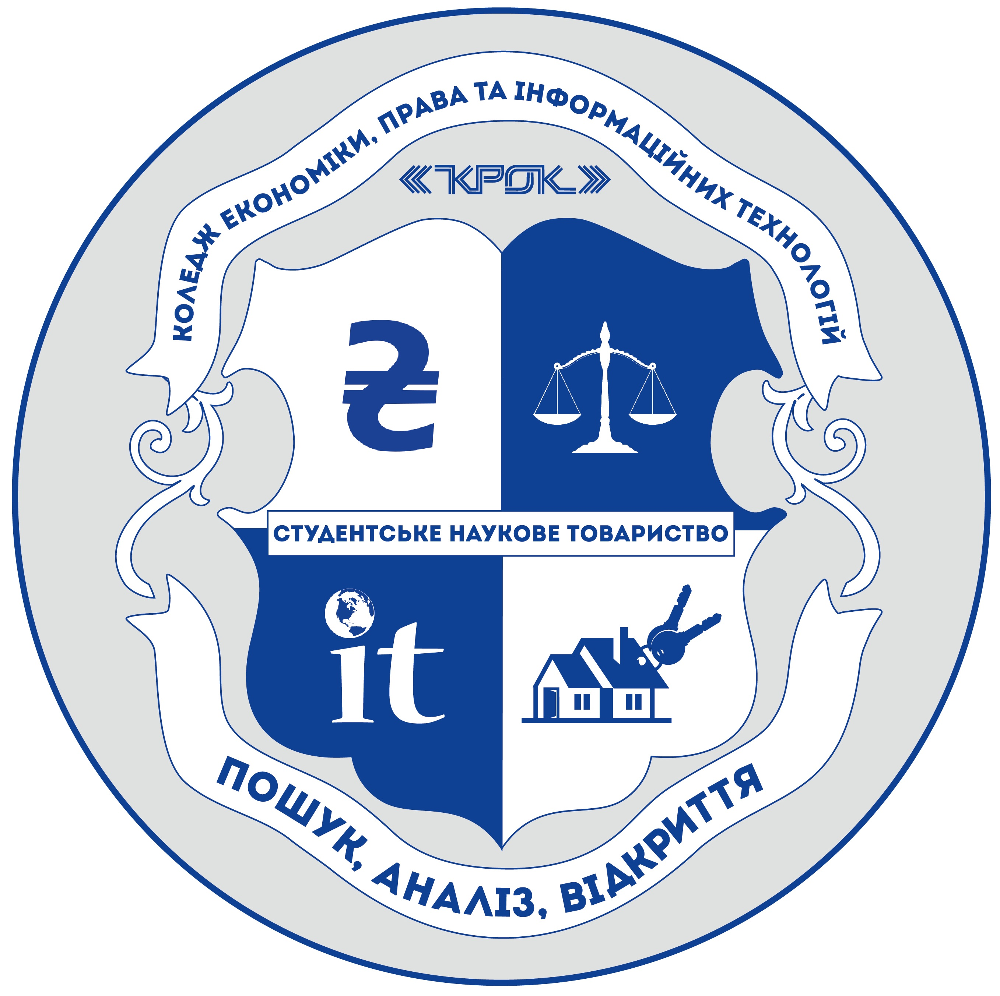 КОЛЕДЖ ЕКОНОМІКИ, ПРАВА ТА ІНФОРМАЦІЙНИХ ТЕХНОЛОГІЙ
«КРОК»
₴
СТУДЕНТСЬКЕ НАУКОВЕ ТОВАРИСТВО
it
ПОШУК, АНАЛІЗ, ВІДКРИТТЯ